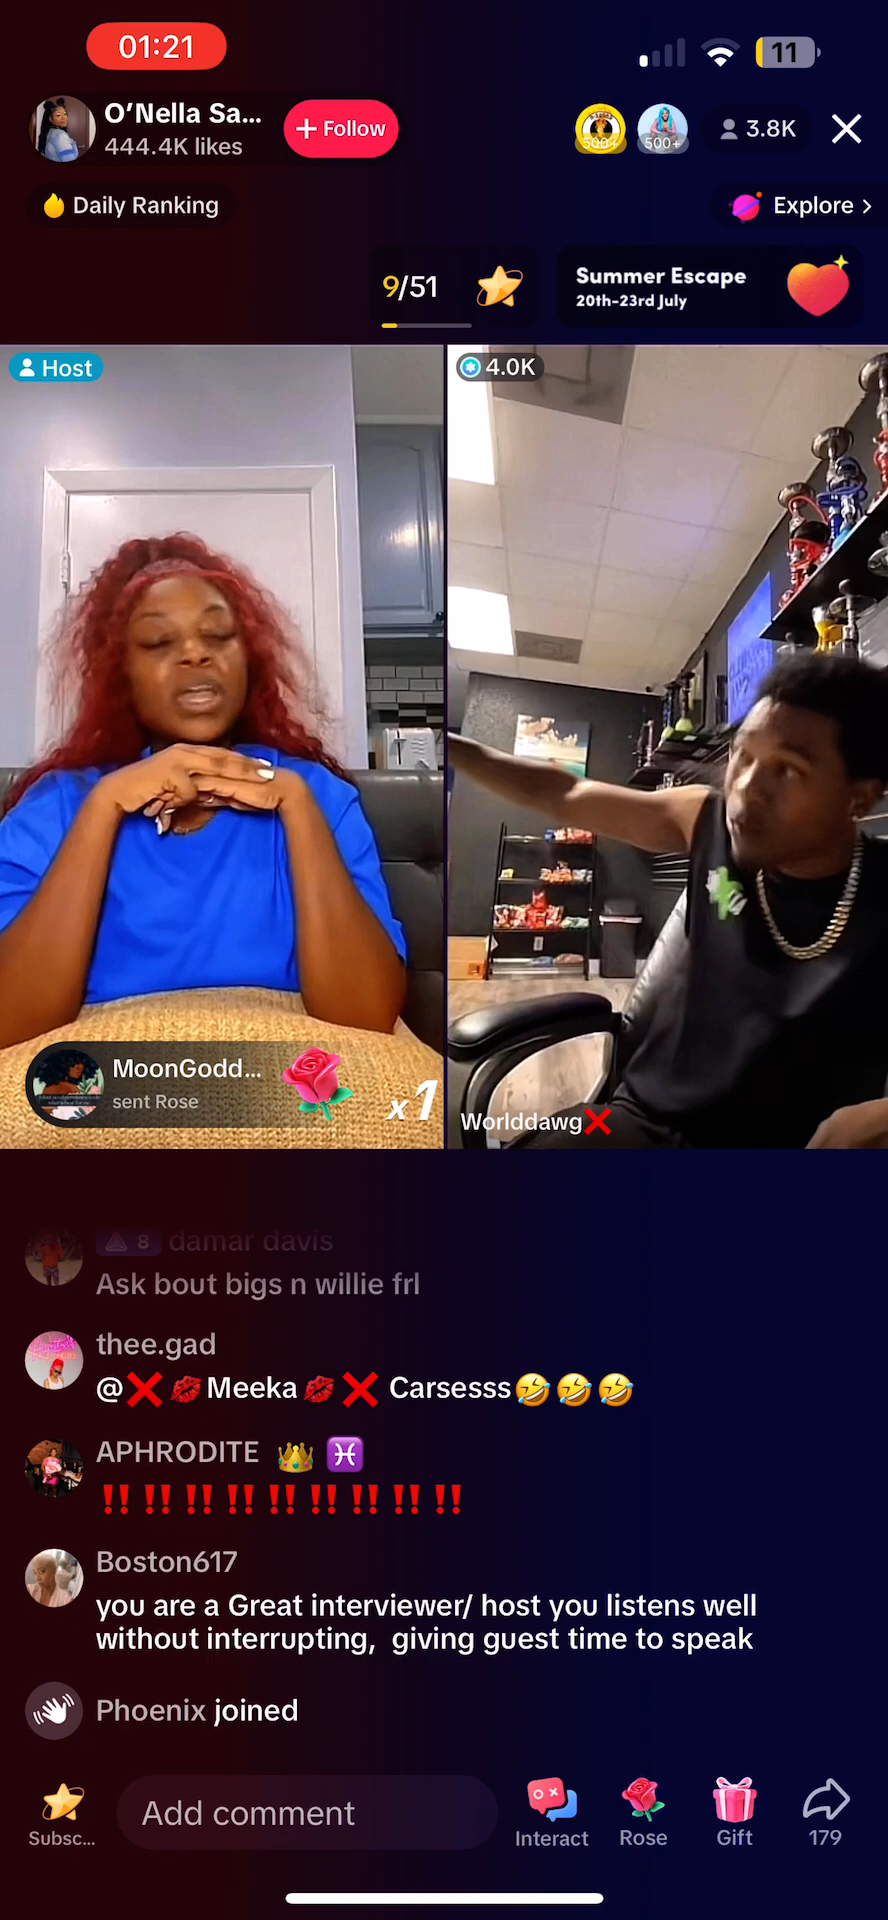 01:21
11
O’Nella Sa...
444.4K likes
+ Follow
500+
500+
3.8K
Daily Ranking
Explore >
9/51
Summer Escape
20th-23rd July
Host
4.0K
MoonGodd...
sent Rose
x1
Worlddawg❌
8 damar davis
Ask bout bigs n willie frl
thee.gad
@❌💋Meeka💋❌ Carsesss🤣🤣🤣
APHRODITE 👑♓
‼️‼️‼️‼️‼️‼️‼️‼️‼️
Boston617
you are a Great interviewer/ host you listens well
without interrupting, giving guest time to speak
Phoenix joined
Subsc...
Add comment
Interact
Rose
Gift
179